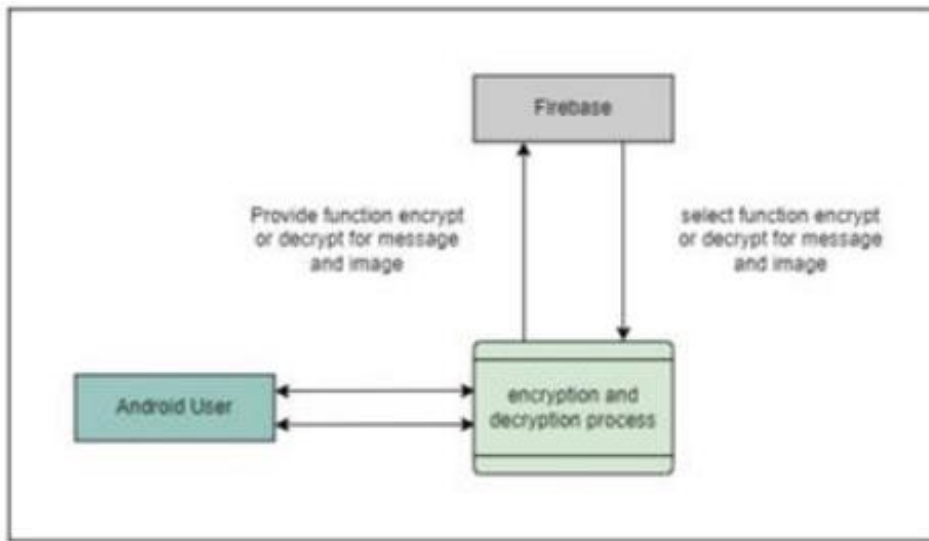 Firebase
Provide function encrypt
or decrypt for message
and image
select function encrypt
or decrypt for message
and image
Android User
encryption and
decryption process